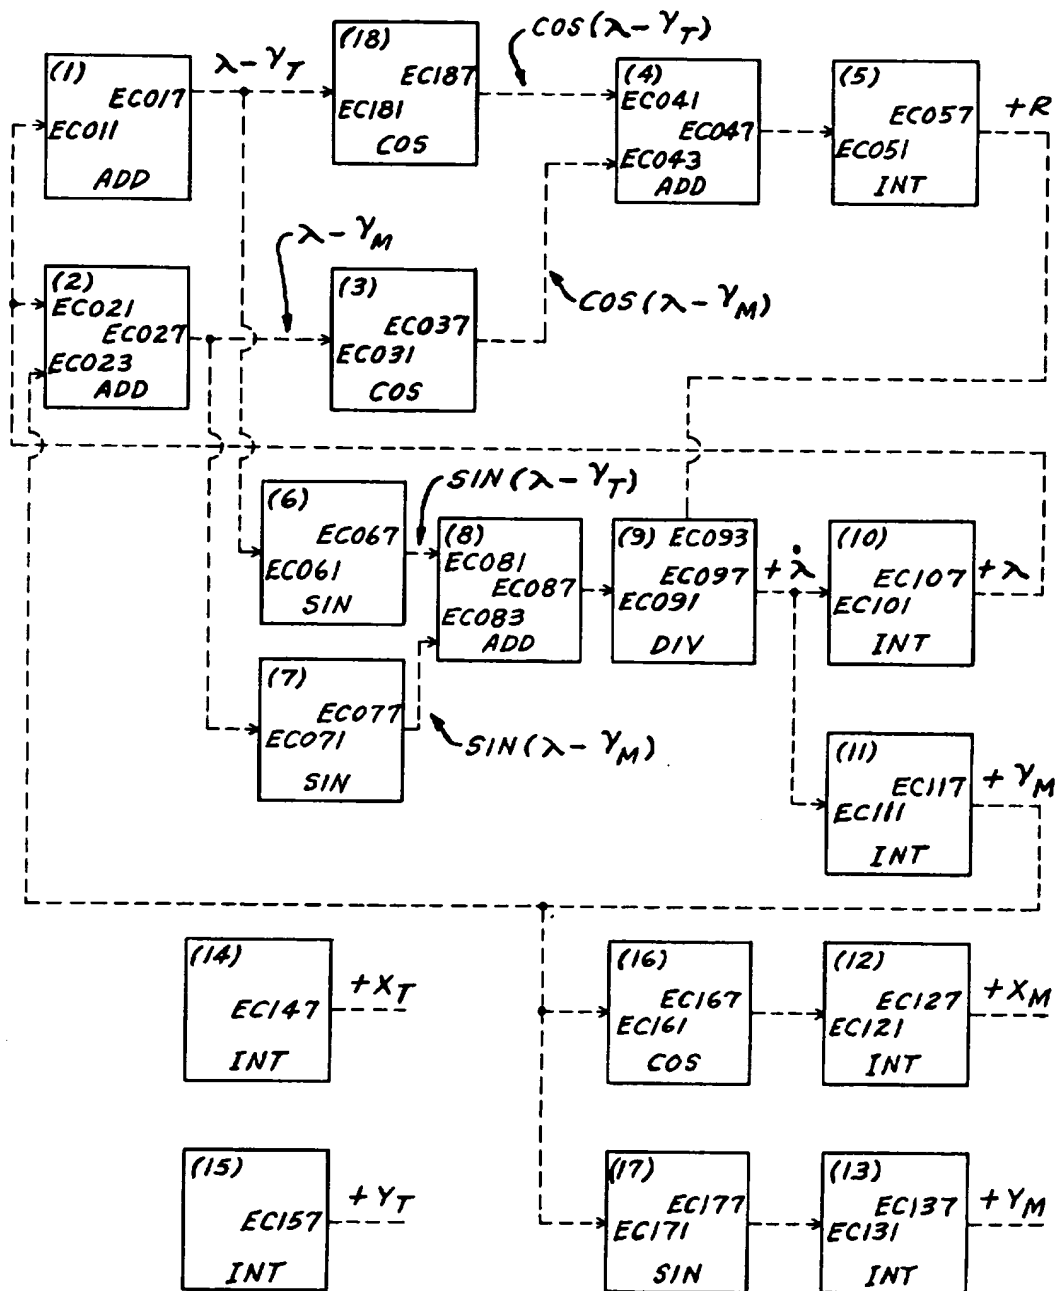 (1)
EC017
EC011
ADD
λ - γT
(18)
EC187
EC181
COS
COS(λ - γT)
(4)
EC041
EC047
EC043
ADD
(5)
EC057
EC051
INT
+R
(2)
EC021
EC027
EC023
ADD
λ - γM
(3)
EC037
EC031
COS
COS(λ - γM)
(6)
EC067
EC061
SIN
SIN(λ - γT)
(8)
EC081
EC087
EC083
ADD
(9) EC093
EC097
EC091
DIV
+λ̇
(10)
EC107
EC101
INT
+λ
(7)
EC077
EC071
SIN
SIN(λ - γM)
(11)
EC117
EC111
INT
+γM
(14)
EC147
INT
+XT
(16)
EC167
EC161
COS
(12)
EC127
EC121
INT
+XM
(15)
EC157
INT
+YT
(17)
EC177
EC171
SIN
(13)
EC137
EC131
INT
+YM